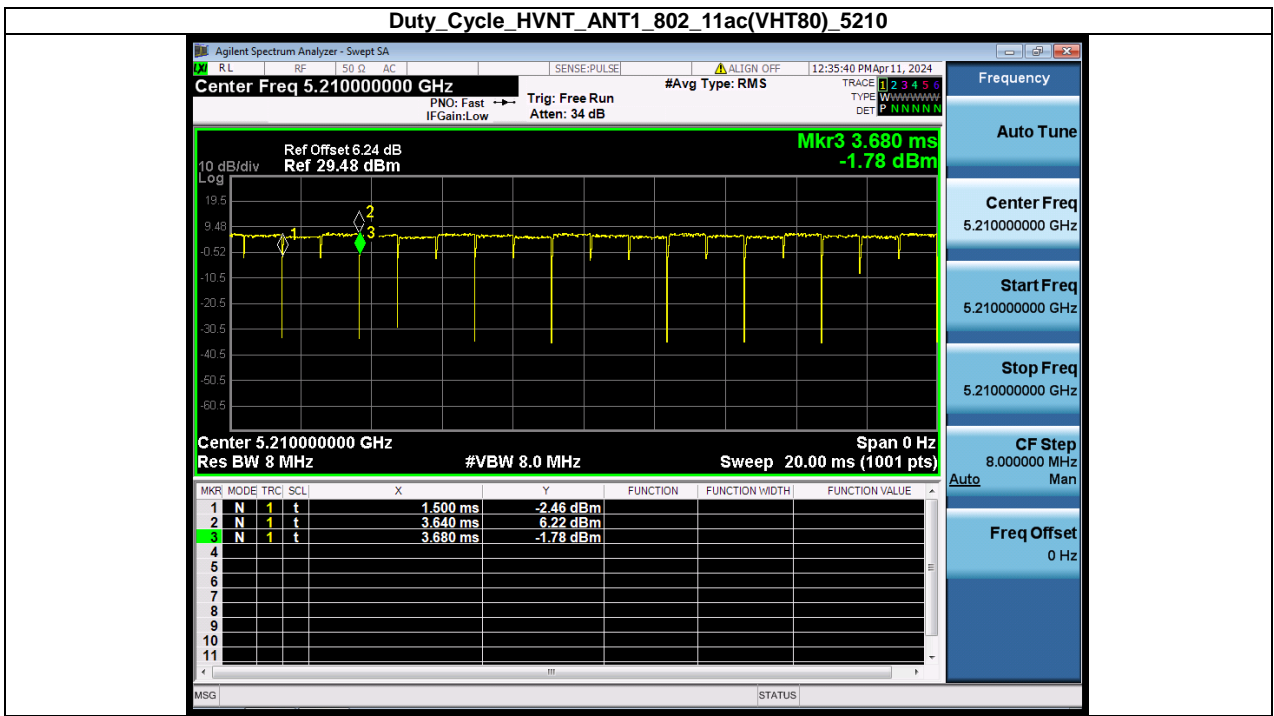 Duty_Cycle_HVNT_ANT1_802_11ac(VHT80)_5210
Agilent Spectrum Analyzer - Swept SA
LXI RL RF 50 Ω AC SENSE:PULSE ALIGN OFF 12:35:40 PM Apr 11, 2024
Center Freq 5.210000000 GHz #Avg Type: RMS TRACE 1 2 3 4 5 6
PNO: Fast Trig: Free Run TYPE WWWWWW
IFGain:Low Atten: 34 dB DET P N N N N N
Mkr3 3.680 ms
-1.78 dBm
Ref Offset 6.24 dB
10 dB/div Ref 29.48 dBm
Log
19.5
9.48
-0.52
-10.5
-20.5
-30.5
-40.5
-50.5
-60.5
1
2
3
Center 5.210000000 GHz Span 0 Hz
Res BW 8 MHz #VBW 8.0 MHz Sweep 20.00 ms (1001 pts)
MKR MODE TRC SCL X Y FUNCTION FUNCTION WIDTH FUNCTION VALUE
1 N 1 t 1.500 ms -2.46 dBm
2 N 1 t 3.640 ms 6.22 dBm
3 N 1 t 3.680 ms -1.78 dBm
4
5
6
7
8
9
10
11
MSG STATUS
Frequency
Auto Tune
Center Freq
5.210000000 GHz
Start Freq
5.210000000 GHz
Stop Freq
5.210000000 GHz
CF Step
8.000000 MHz
Auto Man
Freq Offset
0 Hz